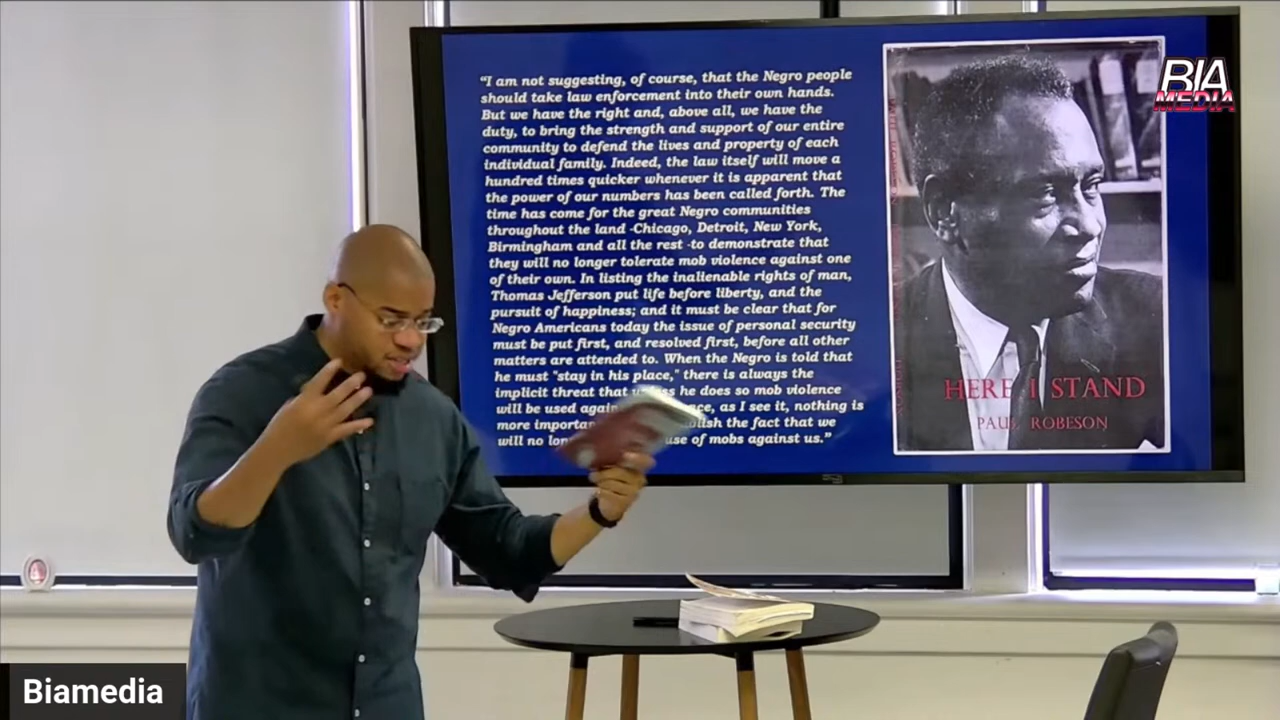 “I am not suggesting, of course, that the Negro people
should take law enforcement into their own hands.
But we have the right and, above all, we have the
duty, to bring the strength and support of our entire
community to defend the lives and property of each
individual family. Indeed, the law itself will move a
hundred times quicker whenever it is apparent that
the power of our numbers has been called forth. The
time has come for the great Negro communities
throughout the land -Chicago, Detroit, New York,
Birmingham and all the rest -to demonstrate that
they will no longer tolerate mob violence against one
of their own. In listing the inalienable rights of man,
Thomas Jefferson put life before liberty, and the
pursuit of happiness; and it must be clear that for
Negro Americans today the issue of personal security
must be put first, and resolved first, before all other
matters are attended to. When the Negro is told that
he must "stay in his place," there is always the
implicit threat that he does so mob violence
will be used as I see it, nothing is
more the fact that we
will no of mobs against us.”
HERE I STAND
PAUL ROBESON
BIA
MEDIA
Biamedia